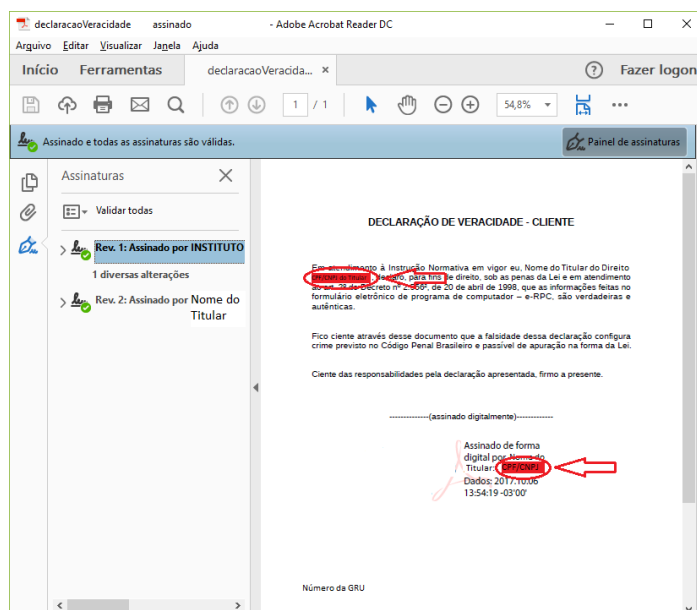 declaracaoVeracidade assinado - Adobe Acrobat Reader DC
Arquivo Editar Visualizar Janela Ajuda
Início Ferramentas declaracaoVeracida... × Fazer logon
1 / 1 54,8%
Assinado e todas as assinaturas são válidas. Painel de assinaturas
Assinaturas
Validar todas
Rev. 1: Assinado por INSTITUTO
1 diversas alterações
Rev. 2: Assinado por Nome do
Titular
DECLARAÇÃO DE VERACIDADE - CLIENTE
Em atendimento à Instrução Normativa em vigor eu, Nome do Titular do Direito
CPF/CNPJ do Titular, declaro, para fins de direito, sob as penas da Lei e em atendimento
ao art. 2º do Decreto nº 2.556, de 20 de abril de 1998, que as informações feitas no
formulário eletrônico de programa de computador – e-RPC, são verdadeiras e
autênticas.
Fico ciente através desse documento que a falsidade dessa declaração configura
crime previsto no Código Penal Brasileiro e passível de apuração na forma da Lei.
Ciente das responsabilidades pela declaração apresentada, firmo a presente.
--------------(assinado digitalmente)-------------
Assinado de forma
digital por Nome do
Titular: CPF/CNPJ
Dados: 2017.10.06
13:54:19 -03'00'
Número da GRU